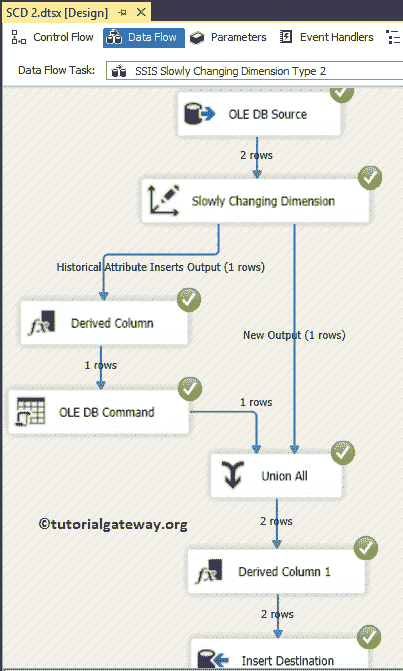 SCD 2.dtsx [Design]
Control Flow Data Flow Parameters Event Handlers
Data Flow Task: SSIS Slowly Changing Dimension Type 2
OLE DB Source
2 rows
Slowly Changing Dimension
Historical Attribute Inserts Output (1 rows)
Derived Column
New Output (1 rows)
1 rows
OLE DB Command
1 rows
Union All
©tutorialgateway.org
2 rows
Derived Column 1
2 rows
Insert Destination